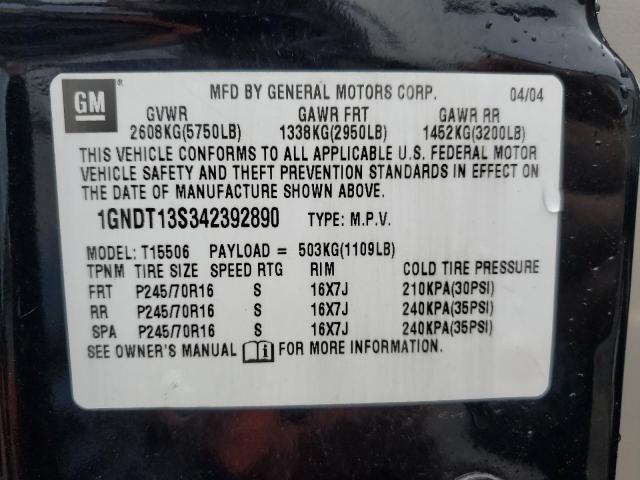 GM ® MFD BY GENERAL MOTORS CORP. 04/04
GVWR GAWR FRT GAWR RR
2608KG(5750LB) 1338KG(2950LB) 1452KG(3200LB)
THIS VEHICLE CONFORMS TO ALL APPLICABLE U.S. FEDERAL MOTOR
VEHICLE SAFETY AND THEFT PREVENTION STANDARDS IN EFFECT ON
THE DATE OF MANUFACTURE SHOWN ABOVE.
1GNDT13S342392890 TYPE: M.P.V.
MODEL: T15506 PAYLOAD = 503KG(1109LB)
TPNM TIRE SIZE SPEED RTG RIM COLD TIRE PRESSURE
FRT P245/70R16 S 16X7J 210KPA(30PSI)
RR P245/70R16 S 16X7J 240KPA(35PSI)
SPA P245/70R16 S 16X7J 240KPA(35PSI)
SEE OWNER'S MANUAL FOR MORE INFORMATION.